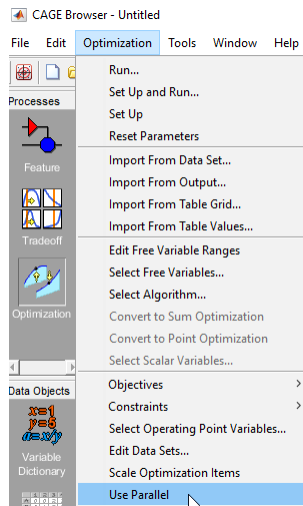 CAGE Browser - Untitled
File Edit Optimization Tools Window Help
Run...
Set Up and Run...
Set Up
Reset Parameters
Import From Data Set...
Import From Output...
Import From Table Grid...
Import From Table Values...
Edit Free Variable Ranges
Select Free Variables...
Select Algorithm...
Convert to Sum Optimization
Convert to Point Optimization
Select Scalar Variables...
Objectives
Constraints
Select Operating Point Variables...
Edit Data Sets...
Scale Optimization Items
Use Parallel
Processes
Feature
Tradeoff
Optimization
Data Objects
x=1
y=5
a=x/y
Variable
Dictionary